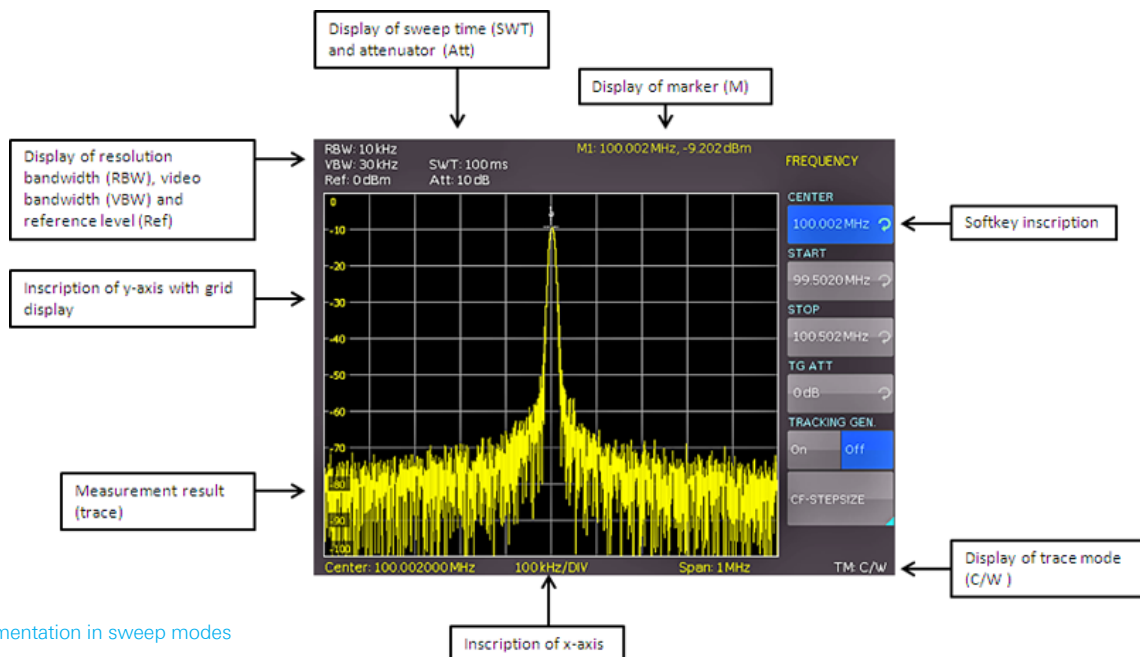 Display of sweep time (SWT)
and attenuator (Att)
Display of marker (M)
Display of resolution
bandwidth (RBW), video
bandwidth (VBW) and
reference level (Ref)
RBW: 10 kHz
VBW: 30 kHz
Ref: 0 dBm
SWT: 100 ms
Att: 10 dB
M1: 100.002 MHz, -9.202 dBm
FREQUENCY
CENTER
100.002 MHz
START
99.5020 MHz
STOP
100.502 MHz
TG ATT
0 dB
TRACKING GEN.
On
Off
CF-STEPSIZE
Softkey inscription
0
-10
-20
-30
-40
-50
-60
-70
-80
-90
-100
1
Inscription of y-axis with grid
display
Measurement result
(trace)
Center: 100.002000 MHz
100 kHz/DIV
Span: 1 MHz
TM: C/W
Display of trace mode
(C/W )
mentation in sweep modes
Inscription of x-axis